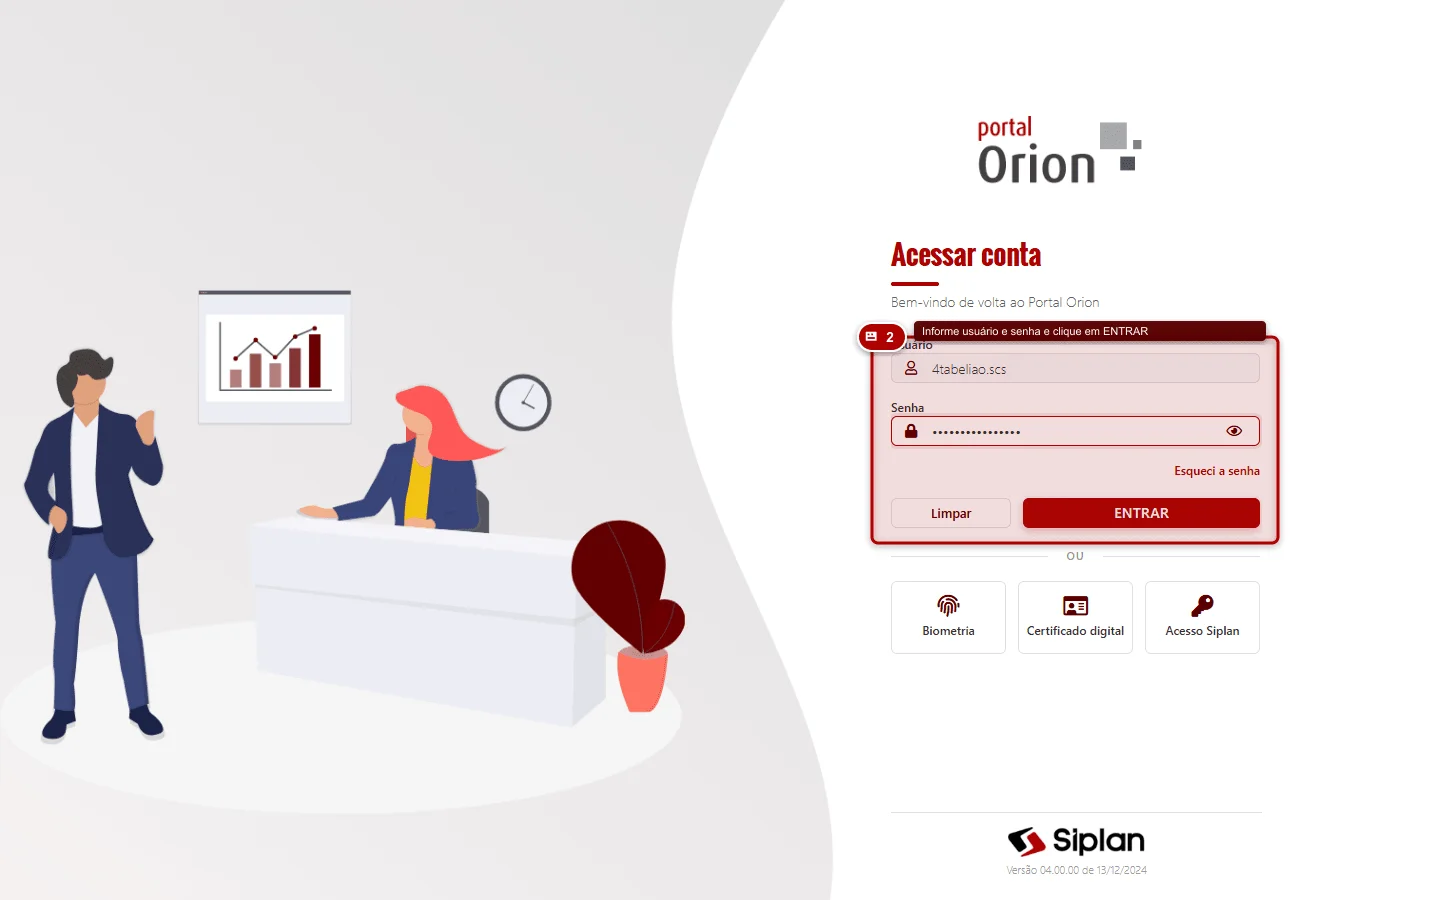 portal
Orion
Acessar conta
Bem-vindo de volta ao Portal Orion
2
Informe usuário e senha e clique em ENTRAR
4tabeliao.scs
Senha
•••••••••••••••
Esqueci a senha
Limpar
ENTRAR
OU
Biometria
Certificado digital
Acesso Siplan
Siplan
Versão 04.00.00 de 13/12/2024